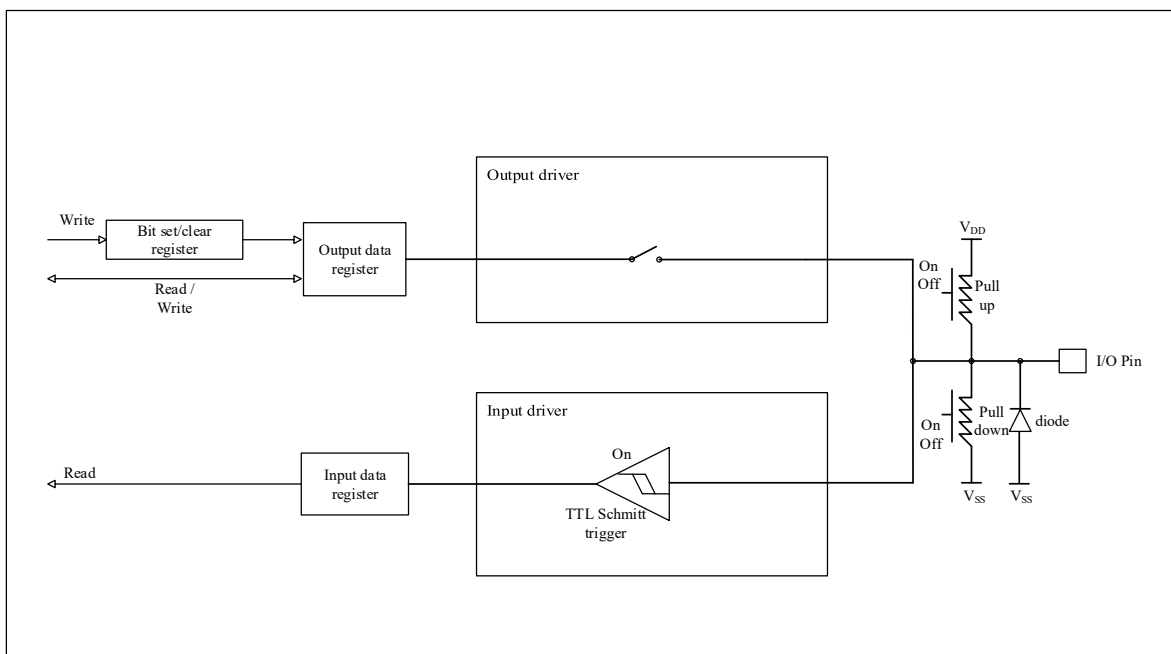 Output driver
Write
Bit set/clear
register
Output data
register
Read /
Write
VDD
On
Off
Pull
up
I/O Pin
Input driver
On
Pull
down
On
Off
diode
Read
Input data
register
TTL Schmitt
trigger
VSS
VSS